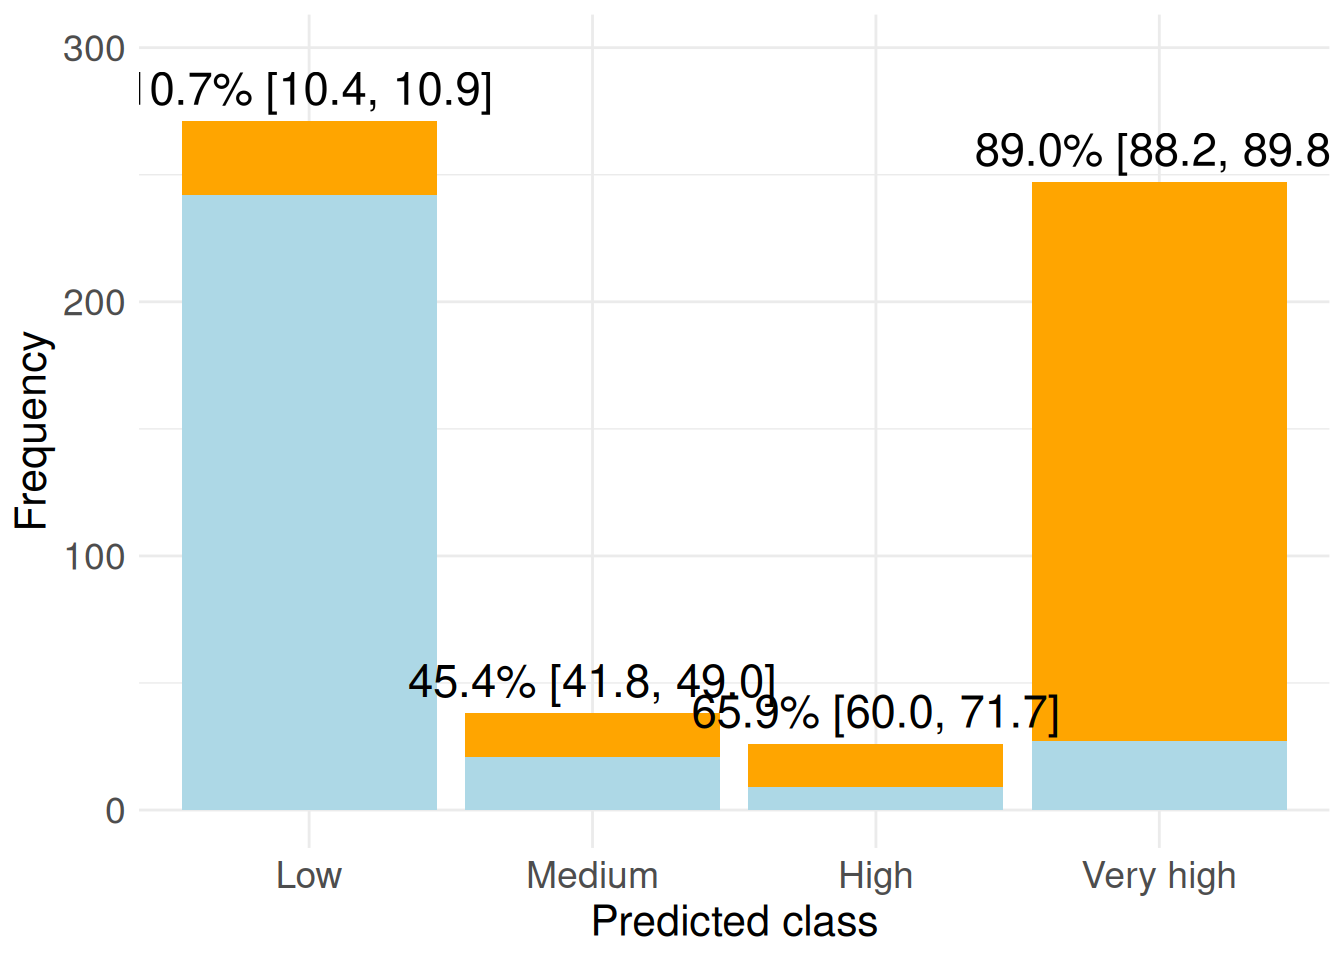 300
0.7% [10.4, 10.9]
89.0% [88.2, 89.8
200
Frequency
100
45.4% [41.8, 49.0]
65.9% [60.0, 71.7]
0
Low Medium High Very high
Predicted class